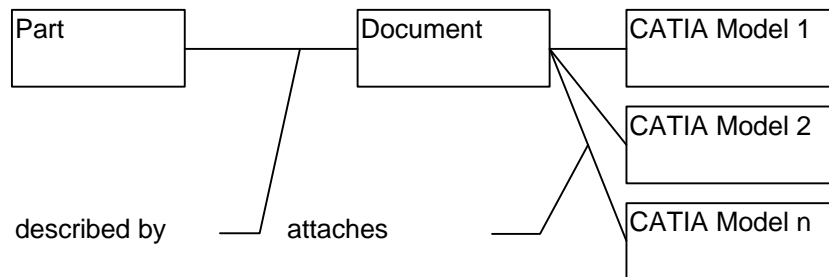 Part
Document
CATIA Model 1
CATIA Model 2
CATIA Model n
described by
attaches